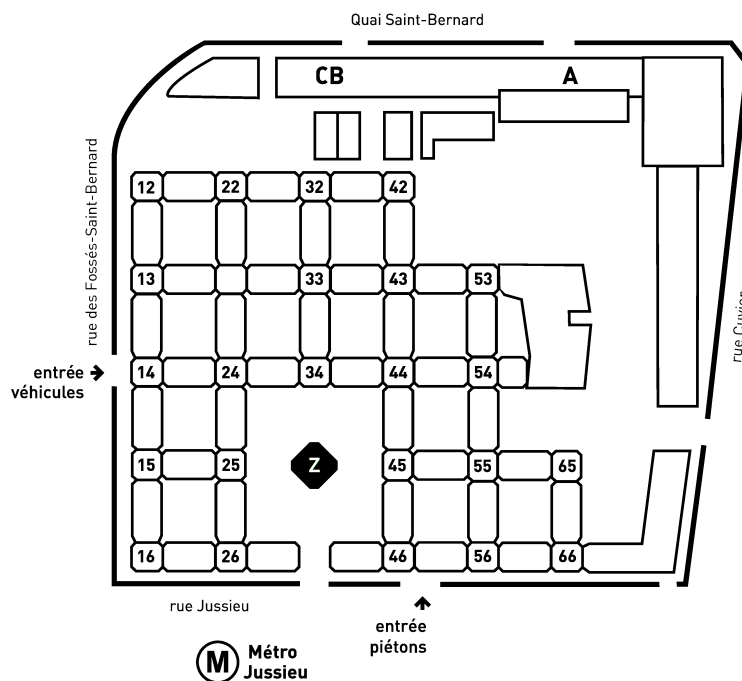 Quai Saint-Bernard
CB A
rue des Fossés-Saint-Bernard
12 22 32 42
13 33 43 53
rue Cuvier
entrée
véhicules
14 24 34 44 54
15 25 Z 45 55 65
16 26 46 56 66
rue Jussieu
entrée
piétons
M Métro
Jussieu